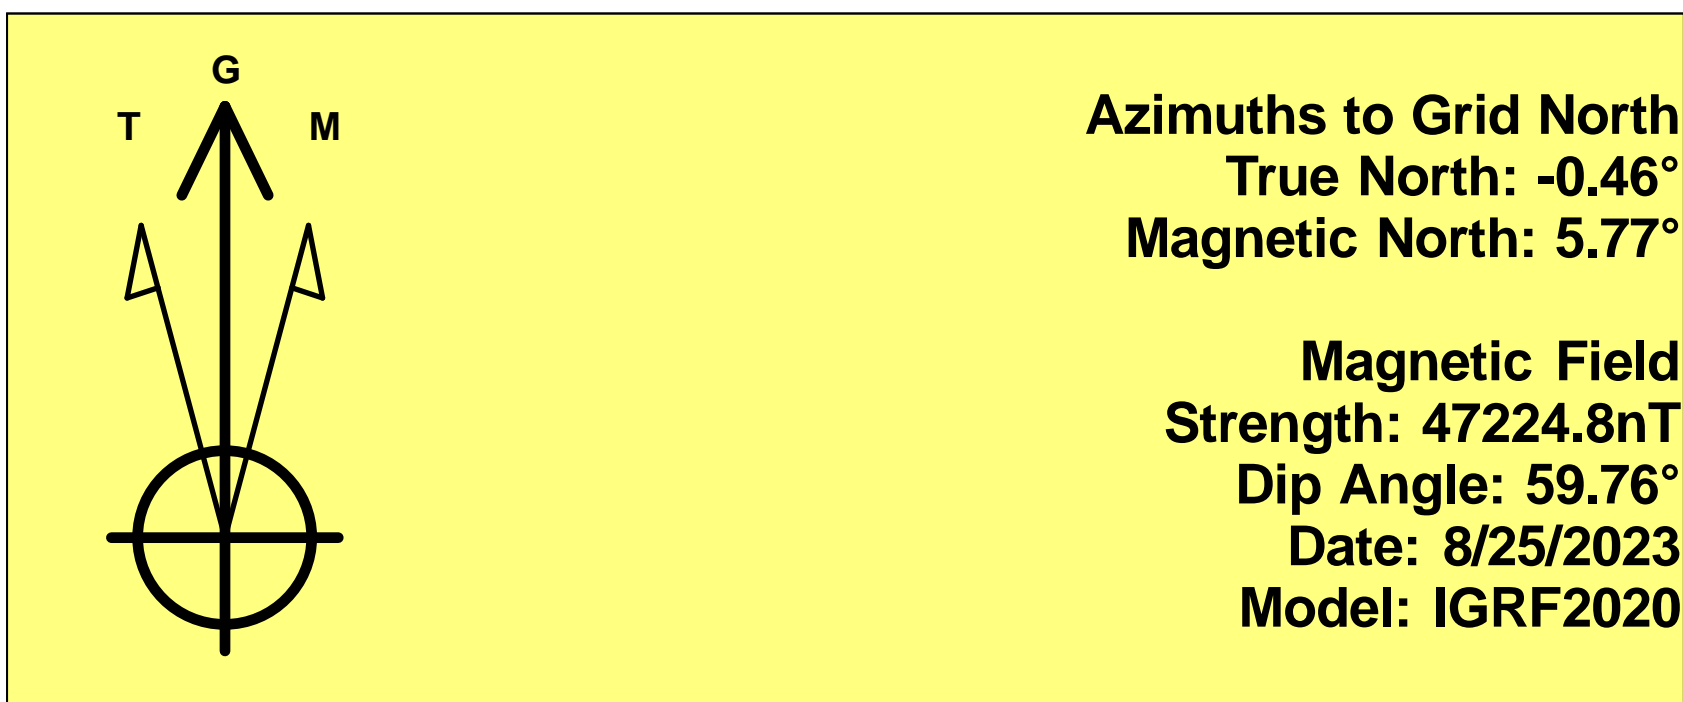 G
T
M
Azimuths to Grid North
True North: -0.46°
Magnetic North: 5.77°
Magnetic Field
Strength: 47224.8nT
Dip Angle: 59.76°
Date: 8/25/2023
Model: IGRF2020